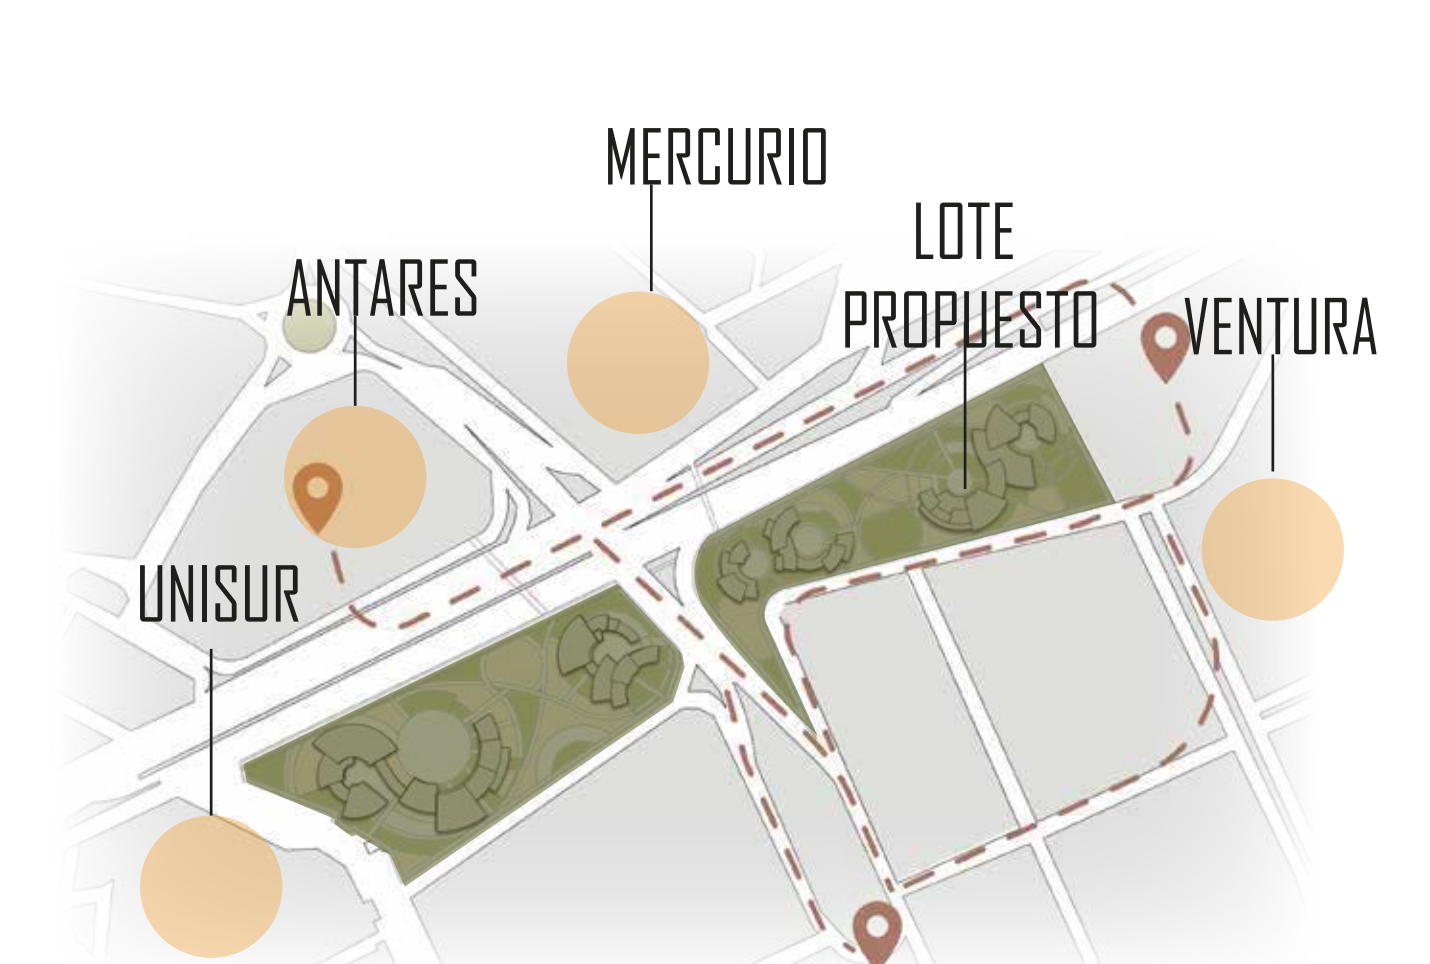 MERCURIO
LOTE
PROPUESTO
ANTARES
VENTURA
UNISUR